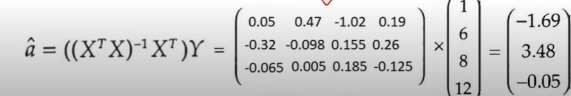 â = ((XᵀX)⁻¹Xᵀ)Y = ( 0.05 0.47 -1.02 0.19 ) × ( 1 ) = ( −1.69 )
-0.32 -0.098 0.155 0.26 6 3.48
-0.065 0.005 0.185 -0.125 8 −0.05
12